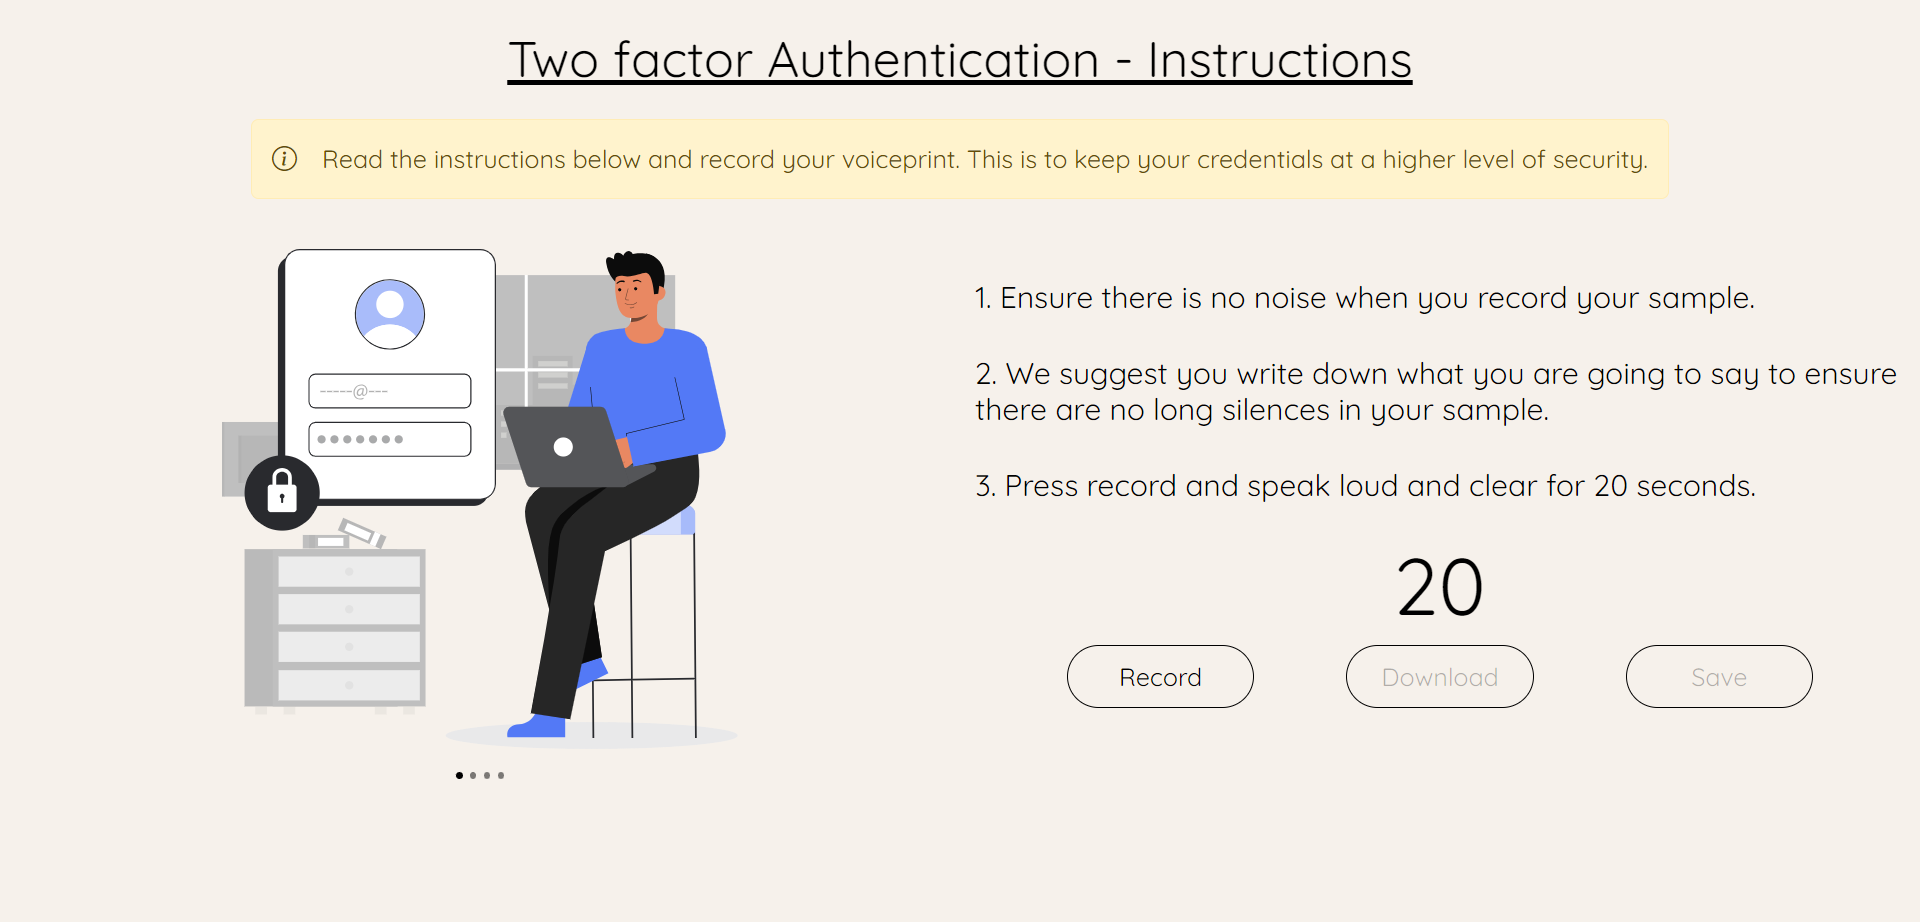 Two factor Authentication - Instructions
Read the instructions below and record your voiceprint. This is to keep your credentials at a higher level of security.
-----@---
1. Ensure there is no noise when you record your sample.
2. We suggest you write down what you are going to say to ensure
there are no long silences in your sample.
3. Press record and speak loud and clear for 20 seconds.
20
Record
Download
Save